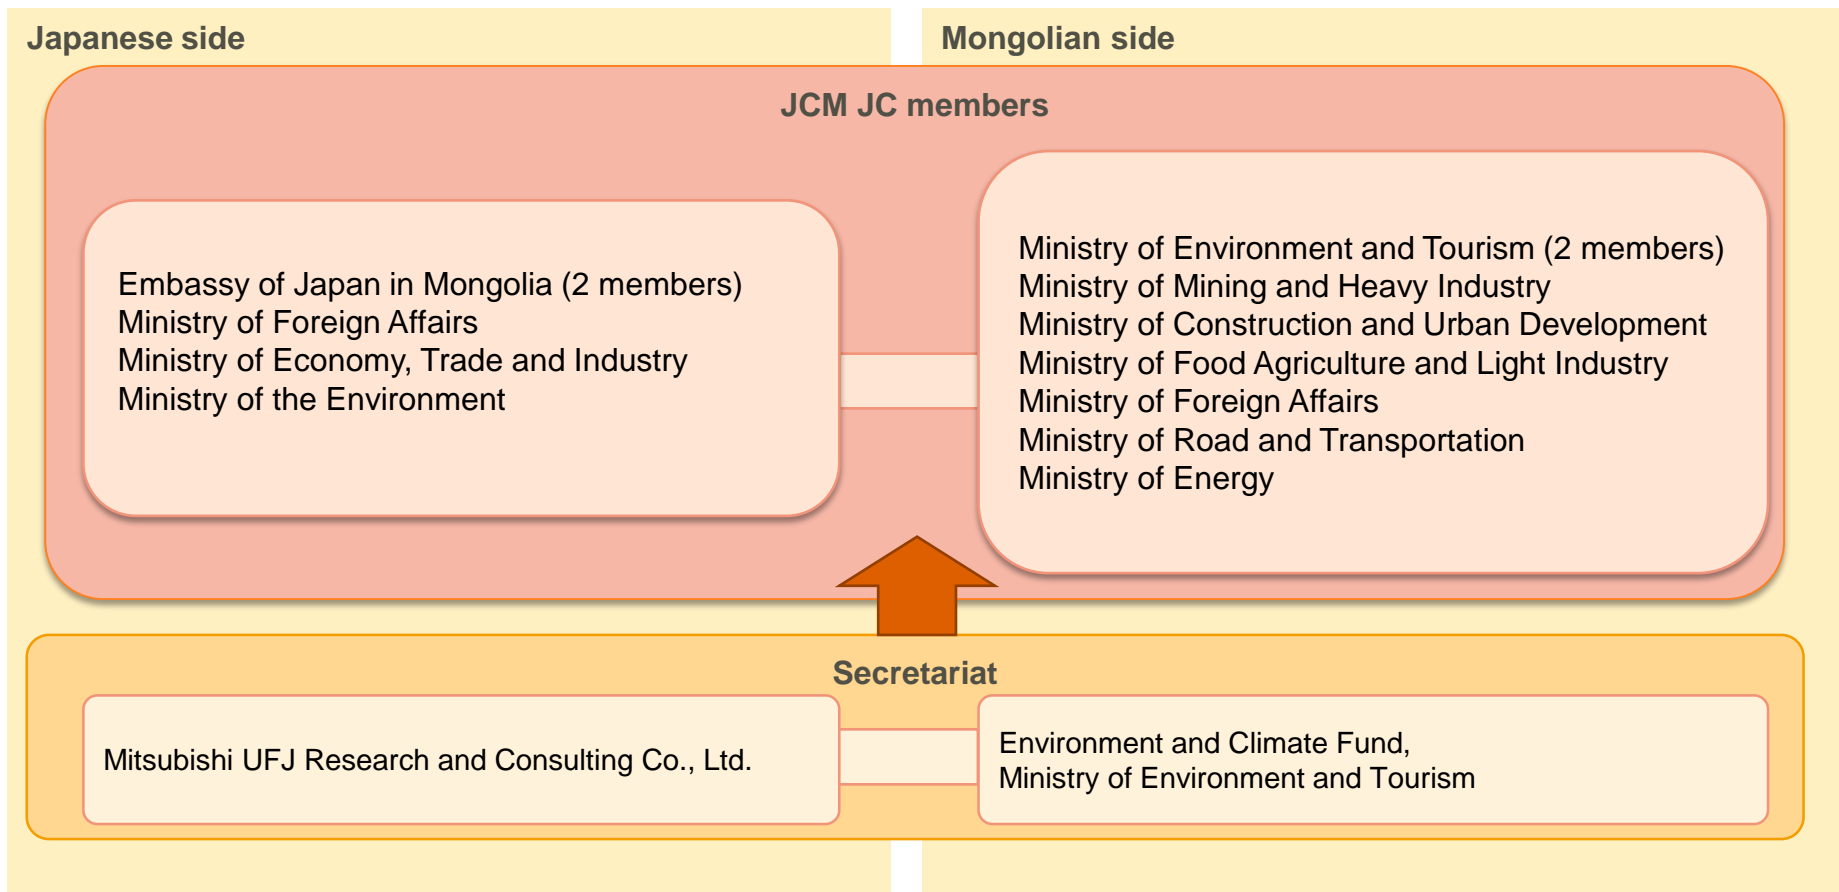 Japanese side
Mongolian side
JCM JC members
Embassy of Japan in Mongolia (2 members)
Ministry of Foreign Affairs
Ministry of Economy, Trade and Industry
Ministry of the Environment
Ministry of Environment and Tourism (2 members)
Ministry of Mining and Heavy Industry
Ministry of Construction and Urban Development
Ministry of Food Agriculture and Light Industry
Ministry of Foreign Affairs
Ministry of Road and Transportation
Ministry of Energy
Secretariat
Mitsubishi UFJ Research and Consulting Co., Ltd.
Environment and Climate Fund,
Ministry of Environment and Tourism